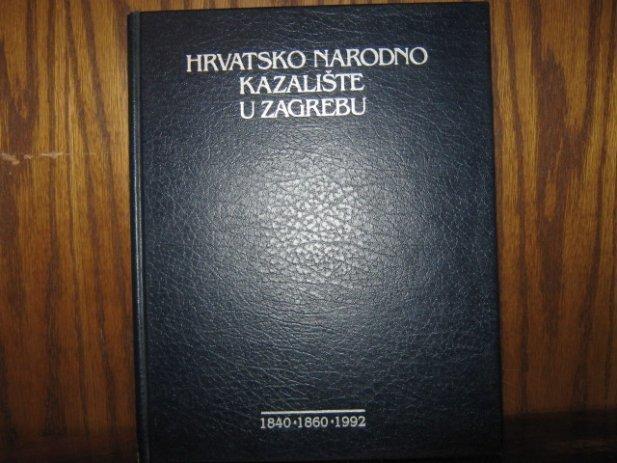 HRVATSKO NARODNO
KAZALIŠTE
U ZAGREBU
1840·1860·1992